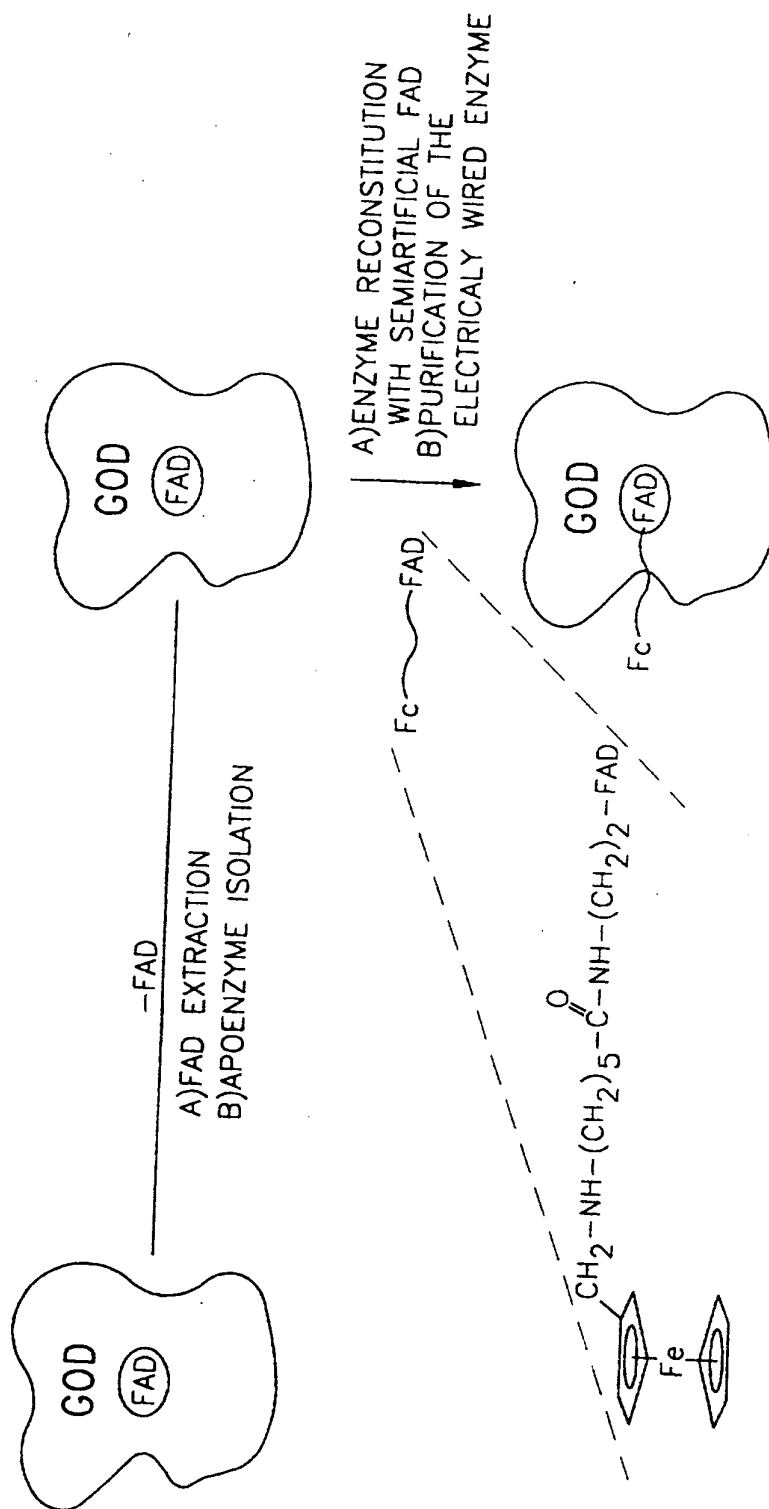 GOD
FAD
–FAD
A)FAD EXTRACTION
B)APOENZYME ISOLATION
GOD
FAD
A)ENZYME RECONSTITUTION
WITH SEMIARTIFICIAL FAD
B)PURIFICATION OF THE
ELECTRICALY WIRED ENZYME
Fc FAD
GOD
Fc FAD
O
CH₂–NH–(CH₂)₅–C–NH–(CH₂)₂–FAD
Fe